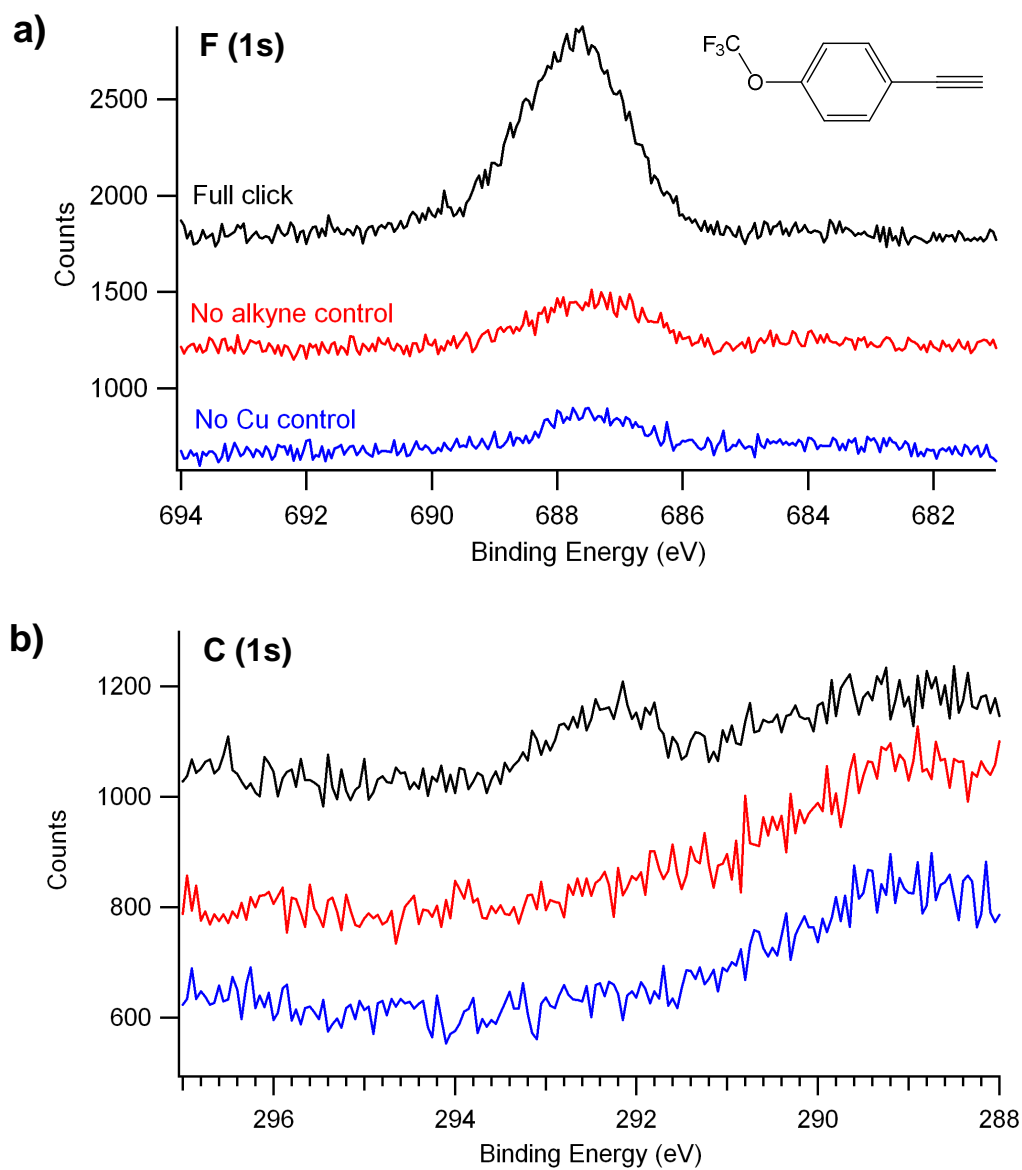 a)
F (1s)
F₃C
O
2500
2000
1500
1000
Counts
Full click
No alkyne control
No Cu control
694 692 690 688 686 684 682
Binding Energy (eV)
b)
C (1s)
1200
1000
800
600
Counts
296 294 292 290 288
Binding Energy (eV)